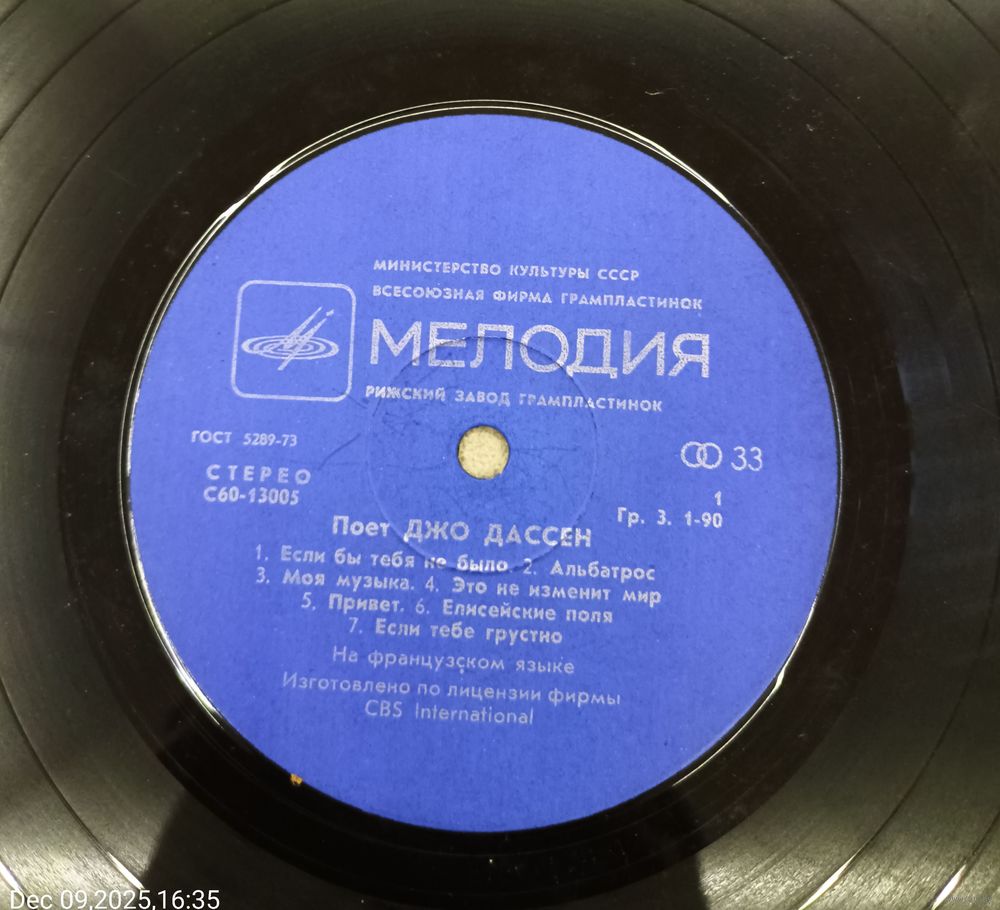 МИНИСТЕРСТВО КУЛЬТУРЫ СССР
ВСЕСОЮЗНАЯ ФИРМА ГРАМПЛАСТИНОК
МЕЛОДИЯ
РИЖСКИЙ ЗАВОД ГРАМПЛАСТИНОК
ГОСТ 5289-73
33
СТЕРЕО
С60-13005
1
Гр. 3. 1-90
Поет ДЖО ДАССЕН
1. Если бы тебя не было. 2. Альбатрос
3. Моя музыка. 4. Это не изменит мир
5. Привет. 6. Елисейские поля
7. Если тебе грустно
На французском языке
Изготовлено по лицензии фирмы
CBS International
Dec 09,2025,16:35